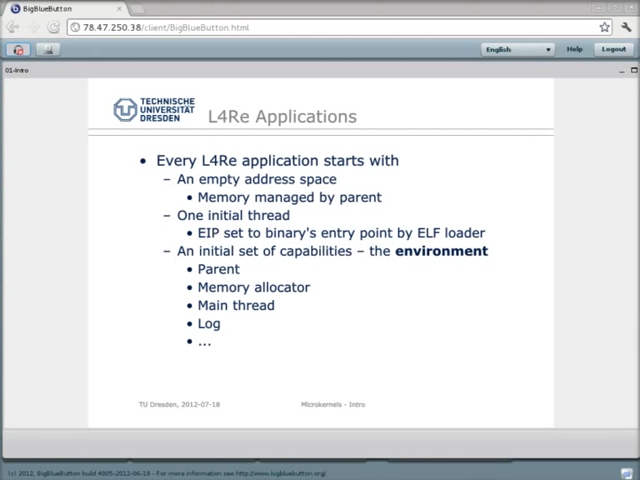 BigBlueButton
78.47.250.38/client/BigBlueButton.html
English
Help
Logout
01-Intro
TECHNISCHE
UNIVERSITÄT
DRESDEN
L4Re Applications
• Every L4Re application starts with
– An empty address space
• Memory managed by parent
– One initial thread
• EIP set to binary's entry point by ELF loader
– An initial set of capabilities – the environment
• Parent
• Memory allocator
• Main thread
• Log
• ...
TU Dresden, 2012-07-18
Microkernels - Intro
(c) 2012, BigBlueButton build 4005-2012-06-18 - For more information see http://www.bigbluebutton.org/